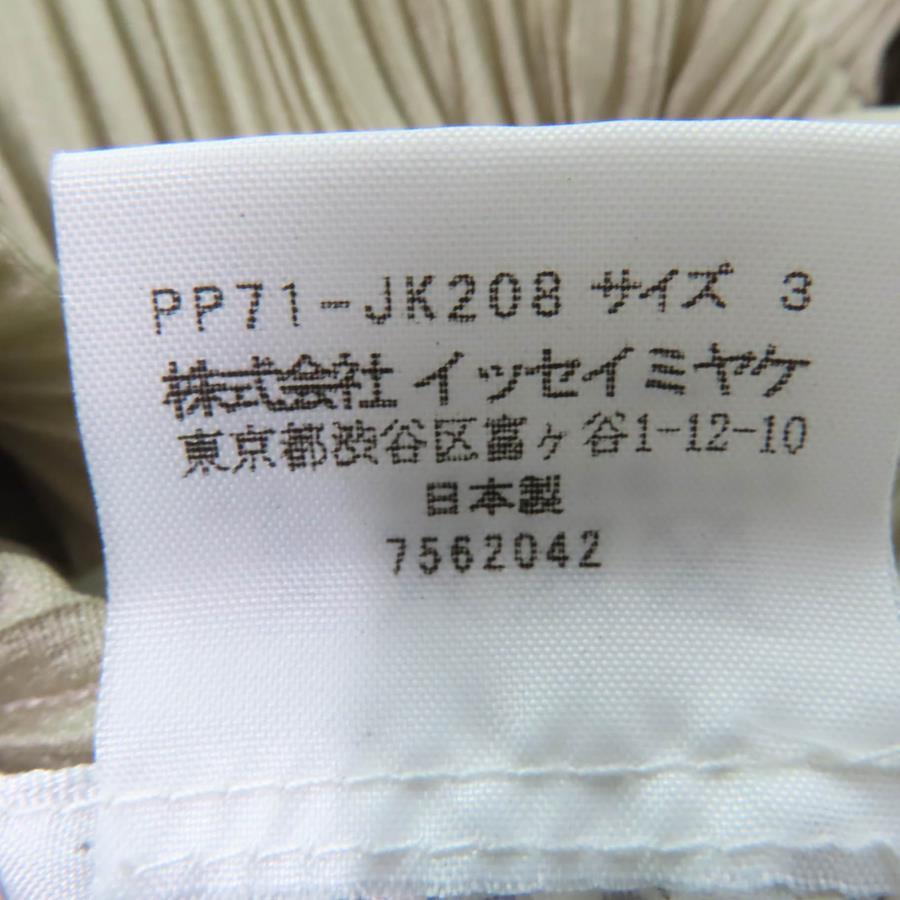 PP71-JK208 サイズ 3
株式会社 イッセイミヤケ
東京都渋谷区富ヶ谷1-12-10
日本製
7562042